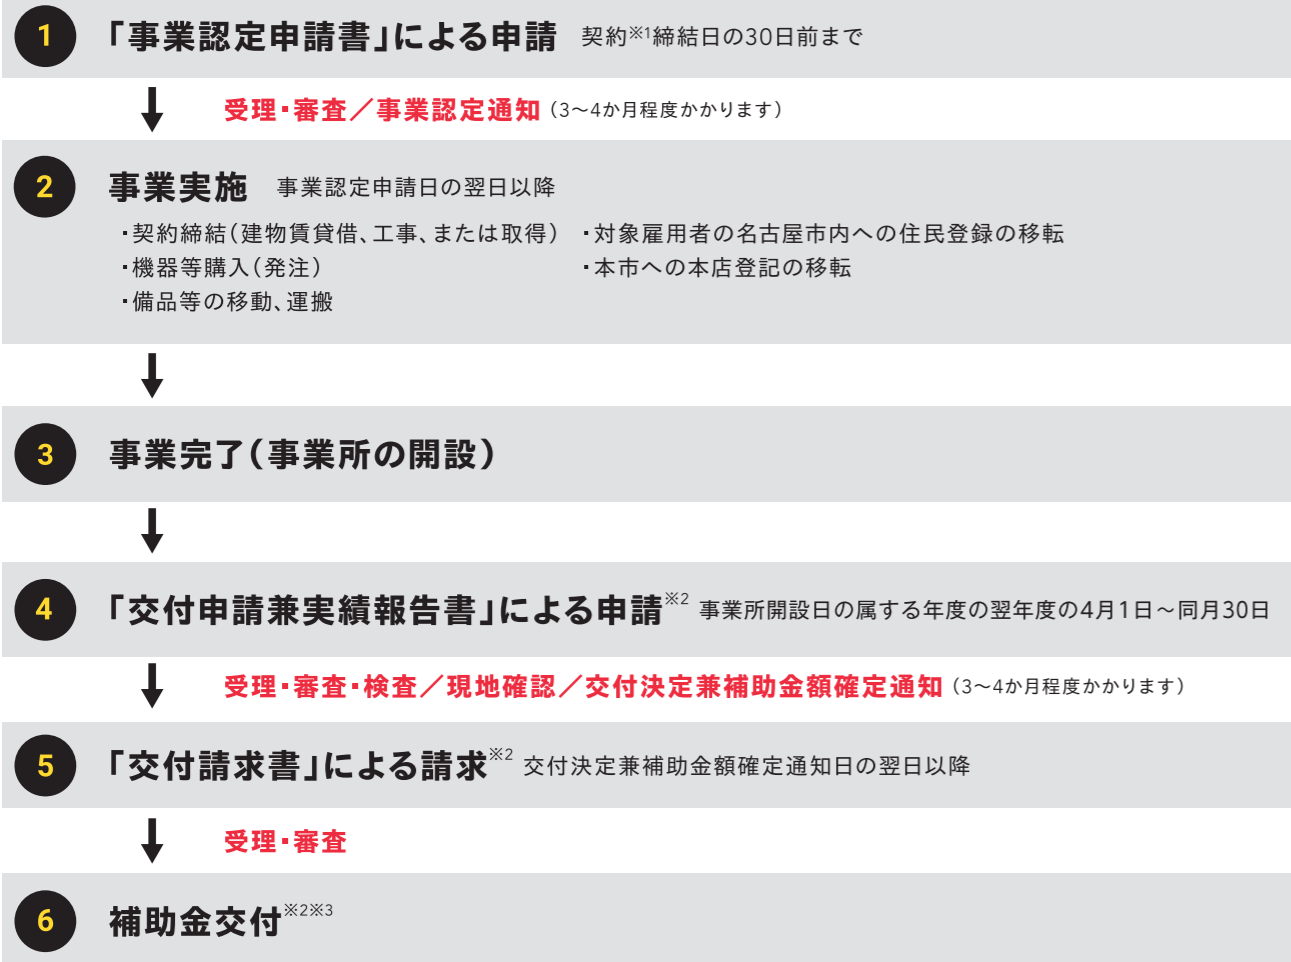 1 「事業認定申請書」による申請 契約※1締結日の30日前まで
受理・審査／事業認定通知（3～4か月程度かかります）
2 事業実施 事業認定申請日の翌日以降
・契約締結（建物賃貸借、工事、または取得） ・対象雇用者の名古屋市内への住民登録の移転
・機器等購入（発注） ・本市への本店登記の移転
・備品等の移動、運搬
3 事業完了（事業所の開設）
4 「交付申請兼実績報告書」による申請※2 事業所開設日の属する年度の翌年度の4月1日～同月30日
受理・審査・検査／現地確認／交付決定兼補助金額確定通知（3～4か月程度かかります）
5 「交付請求書」による請求※2 交付決定兼補助金額確定通知日の翌日以降
受理・審査
6 補助金交付※2※3